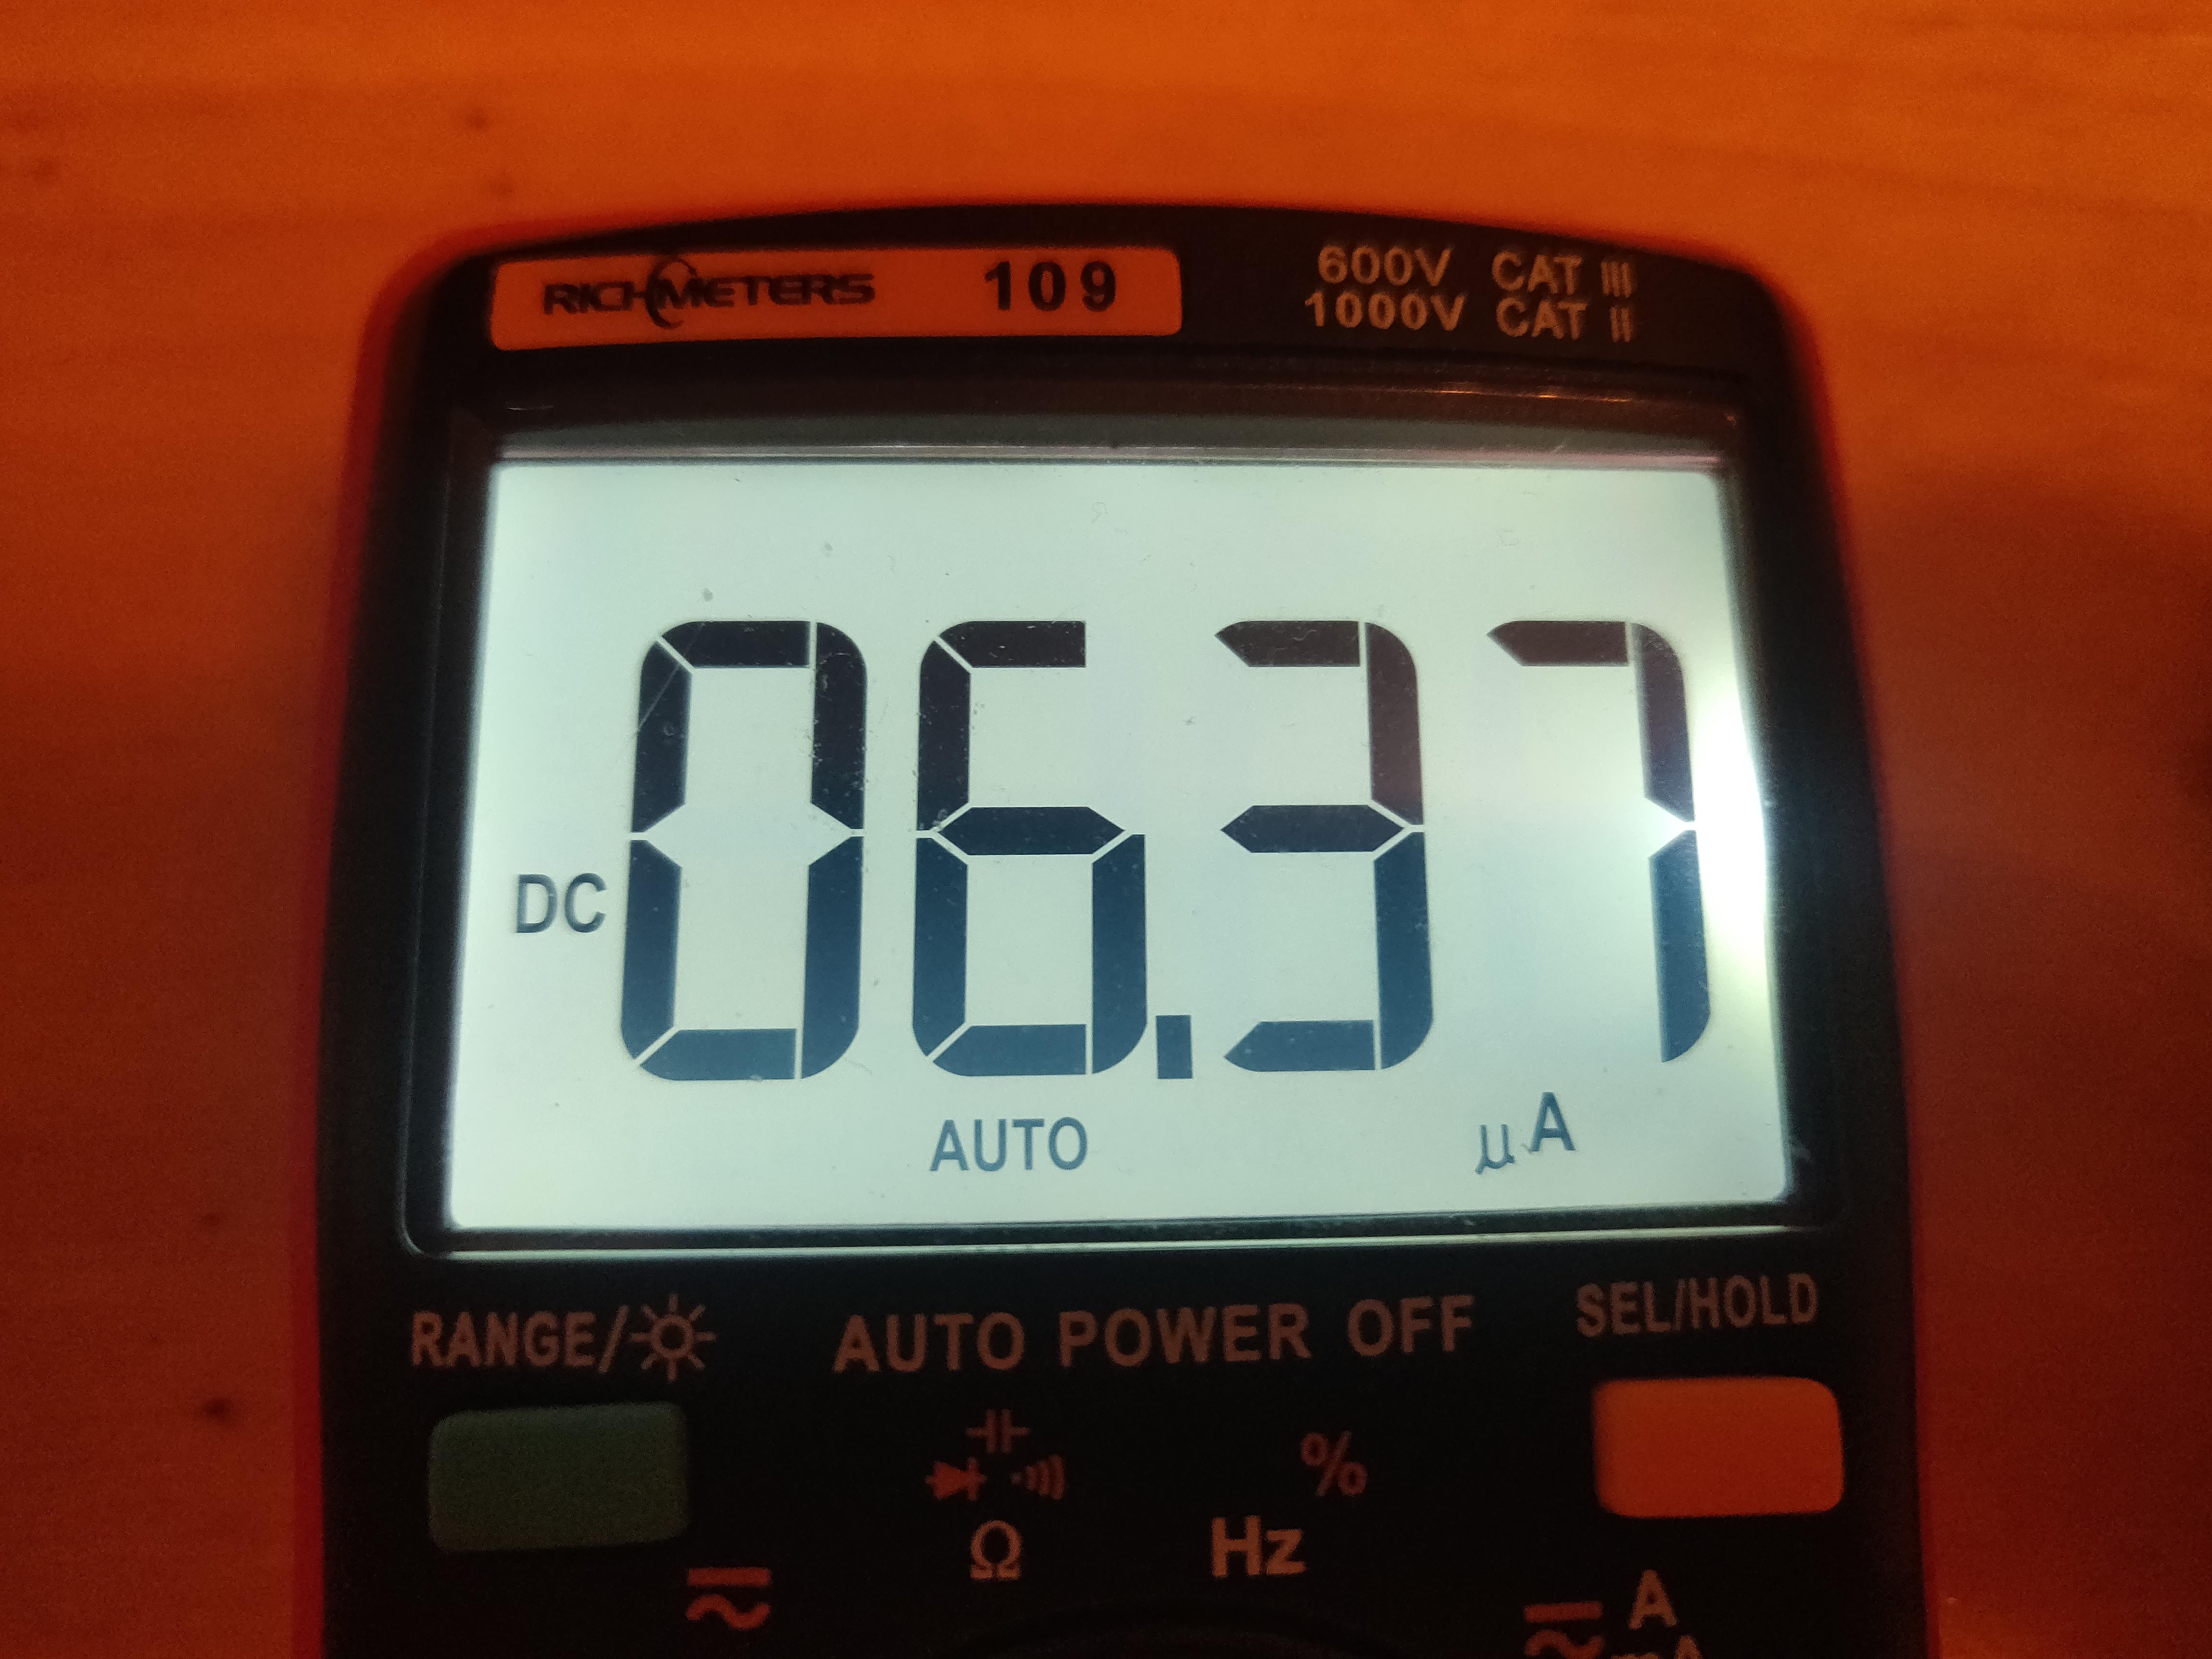 RICHMETERS 109
600V CAT III
1000V CAT II
DC 06.37
AUTO μA
RANGE/ AUTO POWER OFF SEL/HOLD
%
Ω Hz
A
mA